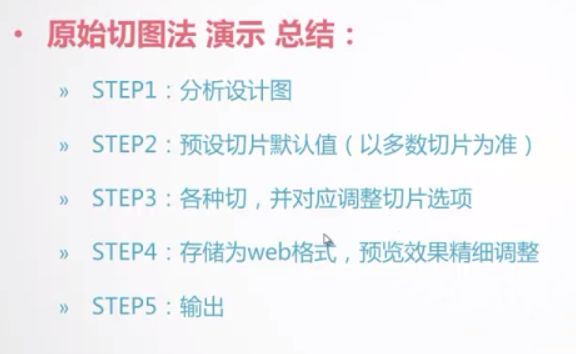 • 原始切图法 演示 总结：
» STEP1：分析设计图
» STEP2：预设切片默认值（以多数切片为准）
» STEP3：各种切，并对应调整切片选项
» STEP4：存储为web格式，预览效果精细调整
» STEP5：输出